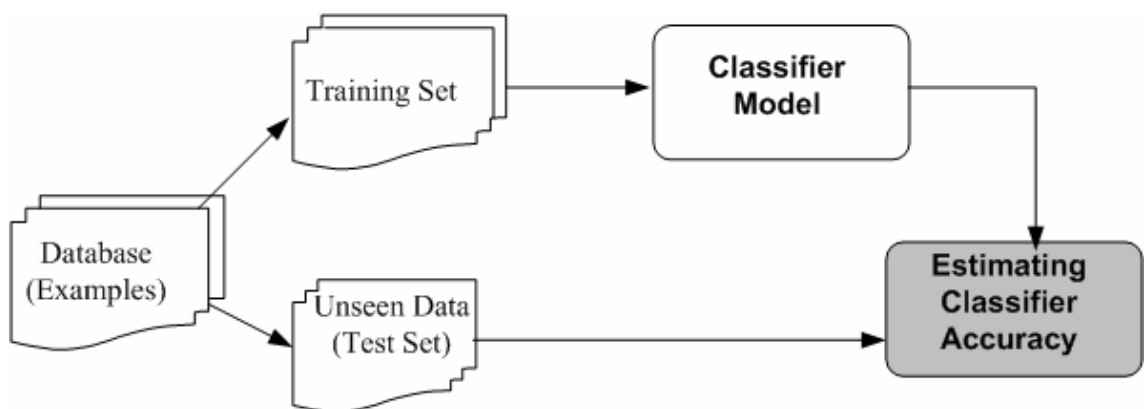 Training Set
Classifier
Model
Database
(Examples)
Unseen Data
(Test Set)
Estimating
Classifier
Accuracy